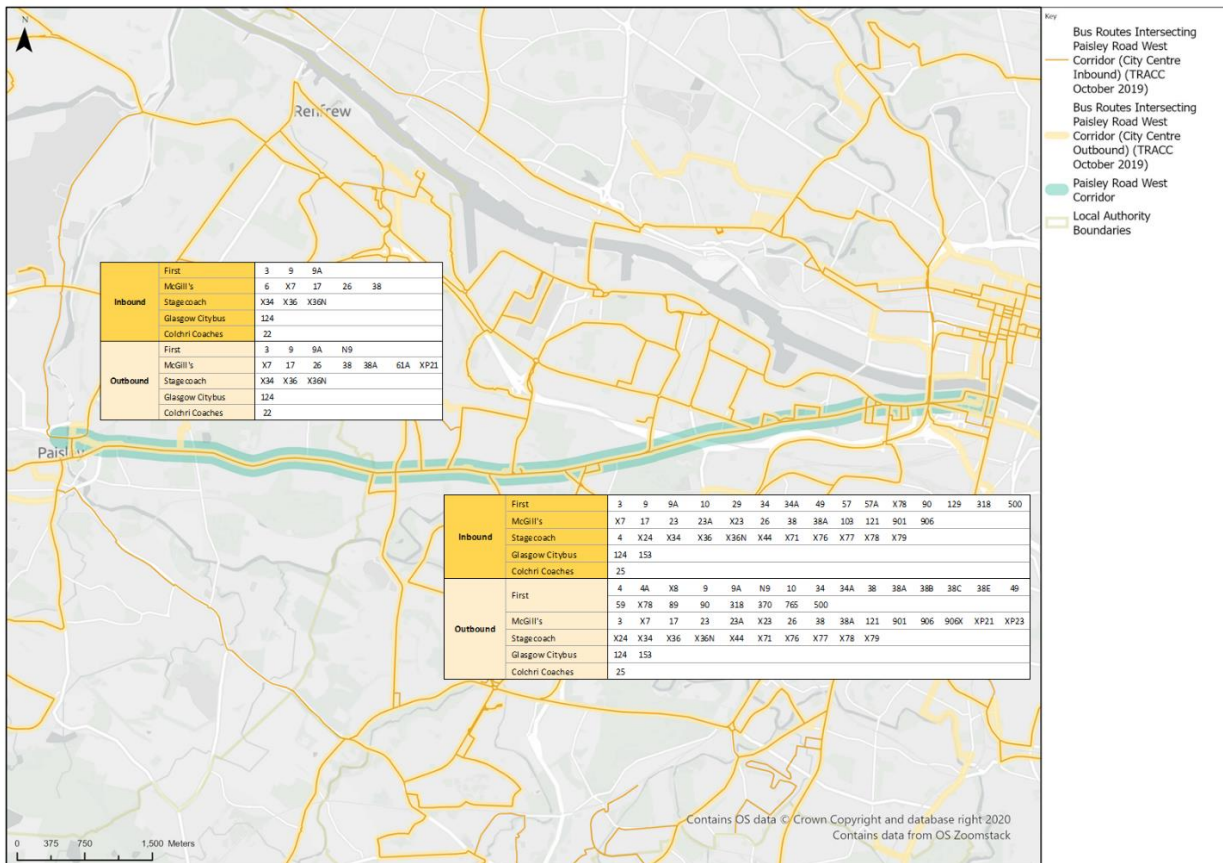 N
Renfrew
Inbound
First 3 9 9A
McGill's 6 X7 17 26 38
Stagecoach X34 X36 X36N
Glasgow Citybus 124
Colchri Coaches 22
Outbound
First 3 9 9A N9
McGill's X7 17 26 38 38A 61A XP21
Stagecoach X34 X36 X36N
Glasgow Citybus 124
Colchri Coaches 22
Inbound
First 3 9 9A 10 29 34 34A 49 57 57A X78 90 129 318 500
McGill's X7 17 23 23A X23 26 38 38A 103 121 901 906
Stagecoach 4 X24 X34 X36 X36N X44 X71 X76 X77 X78 X79
Glasgow Citybus 124 153
Colchri Coaches 25
Outbound
First 4 4A X8 9 9A N9 10 34 34A 38 38A 38B 38C 38E 49
59 X78 89 90 318 370 765 500
McGill's 3 X7 17 23 23A X23 26 38 38A 121 901 906 906X XP21 XP23
Stagecoach X24 X34 X36 X36N X44 X71 X76 X77 X78 X79
Glasgow Citybus 124 153
Colchri Coaches 25
Contains OS data © Crown Copyright and database right 2020
Contains data from OS Zoomstack
0 375 750 1,500 Meters
Key
Bus Routes Intersecting
Paisley Road West
Corridor (City Centre
Inbound) (TRACC
October 2019)
Bus Routes Intersecting
Paisley Road West
Corridor (City Centre
Outbound) (TRACC
October 2019)
Paisley Road West
Corridor
Local Authority
Boundaries